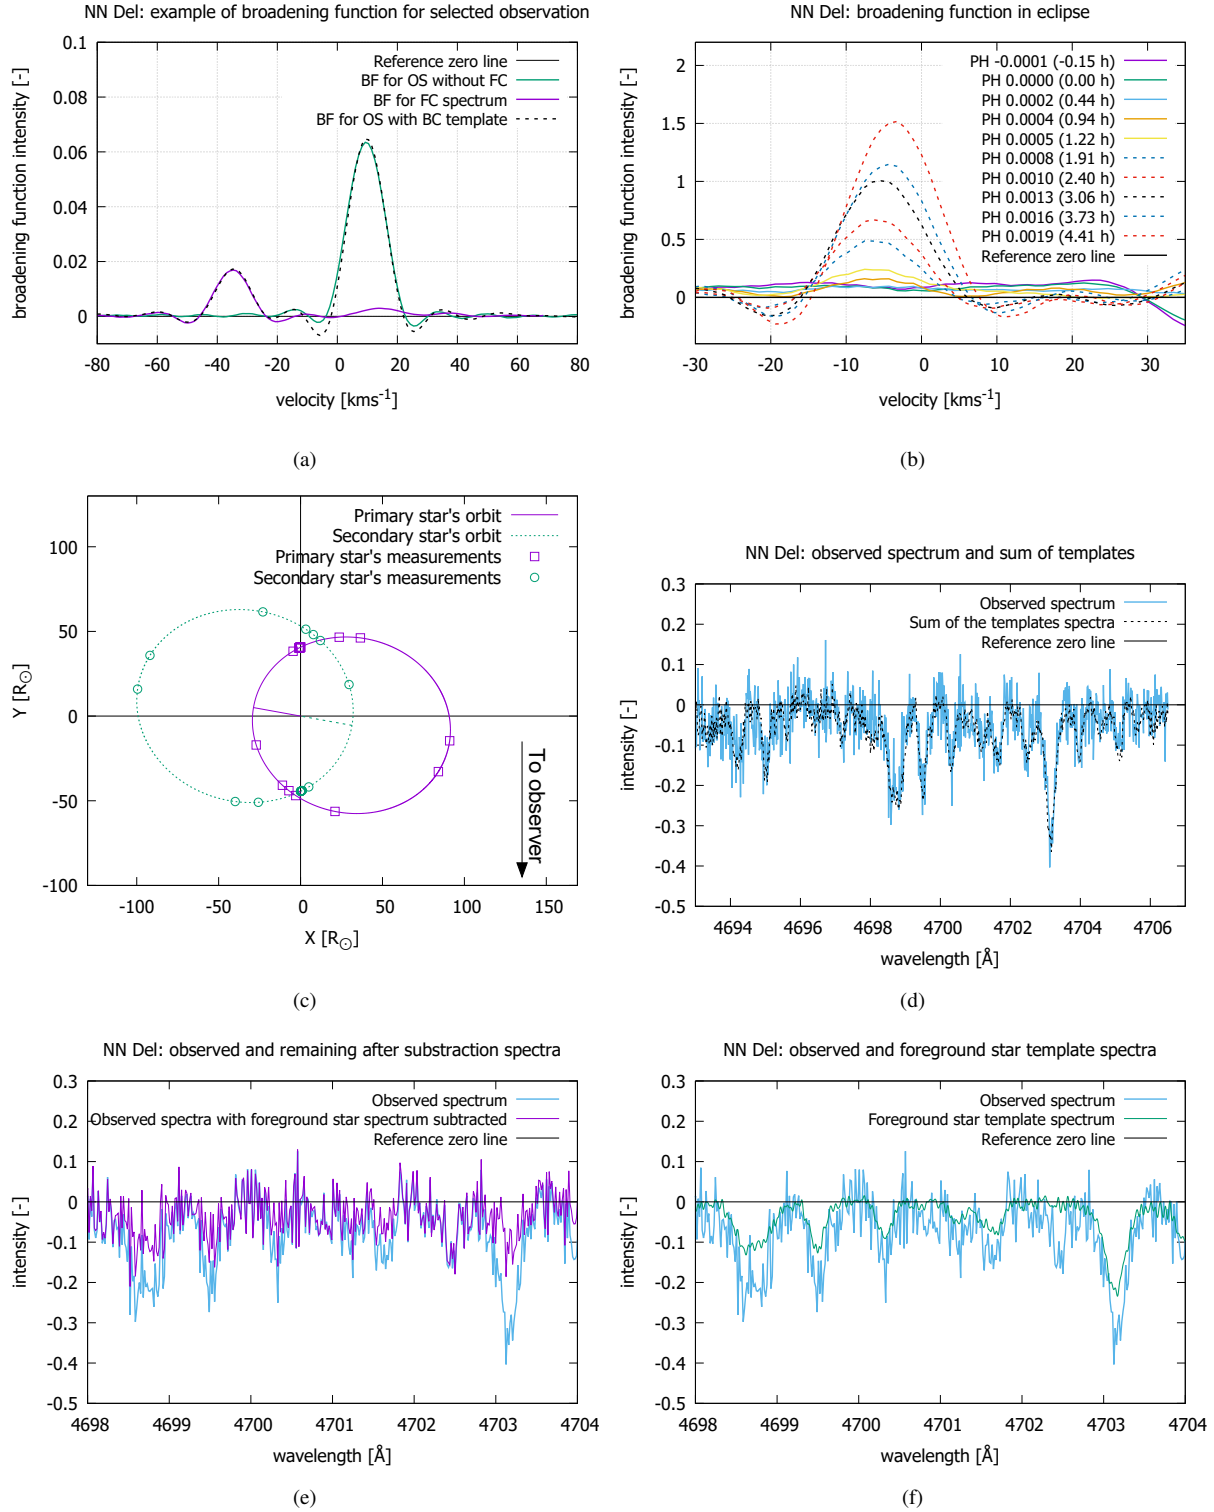 NN Del: example of broadening function for selected observation
broadening function intensity [-]
0.1
0.08
0.06
0.04
0.02
0
Reference zero line
BF for OS without FC
BF for FC spectrum
BF for OS with BC template
-80 -60 -40 -20 0 20 40 60 80
velocity [kms-1]
(a)
NN Del: broadening function in eclipse
broadening function intensity [-]
2
1.5
1
0.5
0
PH -0.0001 (-0.15 h)
PH 0.0000 (0.00 h)
PH 0.0002 (0.44 h)
PH 0.0004 (0.94 h)
PH 0.0005 (1.22 h)
PH 0.0008 (1.91 h)
PH 0.0010 (2.40 h)
PH 0.0013 (3.06 h)
PH 0.0016 (3.73 h)
PH 0.0019 (4.41 h)
Reference zero line
-30 -20 -10 0 10 20 30
velocity [kms-1]
(b)
Y [R☉]
100
50
0
-50
-100
Primary star's orbit
Secondary star's orbit
Primary star's measurements
Secondary star's measurements
To observer
-100 -50 0 50 100 150
X [R☉]
(c)
NN Del: observed spectrum and sum of templates
intensity [-]
0.3
0.2
0.1
0
-0.1
-0.2
-0.3
-0.4
-0.5
Observed spectrum
Sum of the templates spectra
Reference zero line
4694 4696 4698 4700 4702 4704 4706
wavelength [Å]
(d)
NN Del: observed and remaining after substraction spectra
intensity [-]
0.3
0.2
0.1
0
-0.1
-0.2
-0.3
-0.4
-0.5
Observed spectrum
Observed spectra with foreground star spectrum subtracted
Reference zero line
4698 4699 4700 4701 4702 4703 4704
wavelength [Å]
(e)
NN Del: observed and foreground star template spectra
intensity [-]
0.3
0.2
0.1
0
-0.1
-0.2
-0.3
-0.4
-0.5
Observed spectrum
Foreground star template spectrum
Reference zero line
4698 4699 4700 4701 4702 4703 4704
wavelength [Å]
(f)